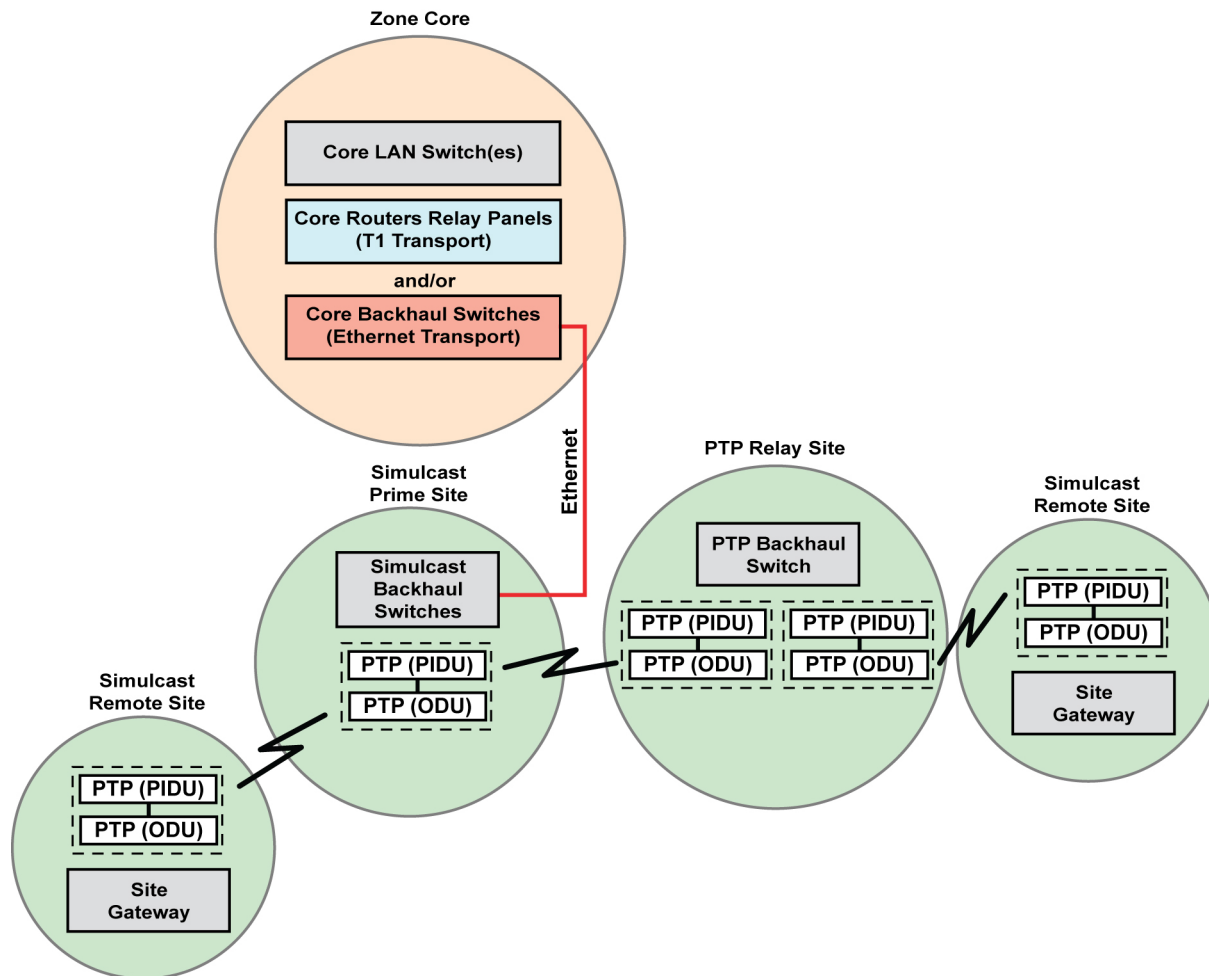 Zone Core
Core LAN Switch(es)
Core Routers Relay Panels
(T1 Transport)
and/or
Core Backhaul Switches
(Ethernet Transport)
Ethernet
Simulcast
Prime Site
Simulcast
Backhaul
Switches
PTP (PIDU)
PTP (ODU)
PTP Relay Site
PTP Backhaul
Switch
PTP (PIDU)
PTP (ODU)
PTP (PIDU)
PTP (ODU)
Simulcast
Remote Site
PTP (PIDU)
PTP (ODU)
Site
Gateway
Simulcast
Remote Site
PTP (PIDU)
PTP (ODU)
Site
Gateway